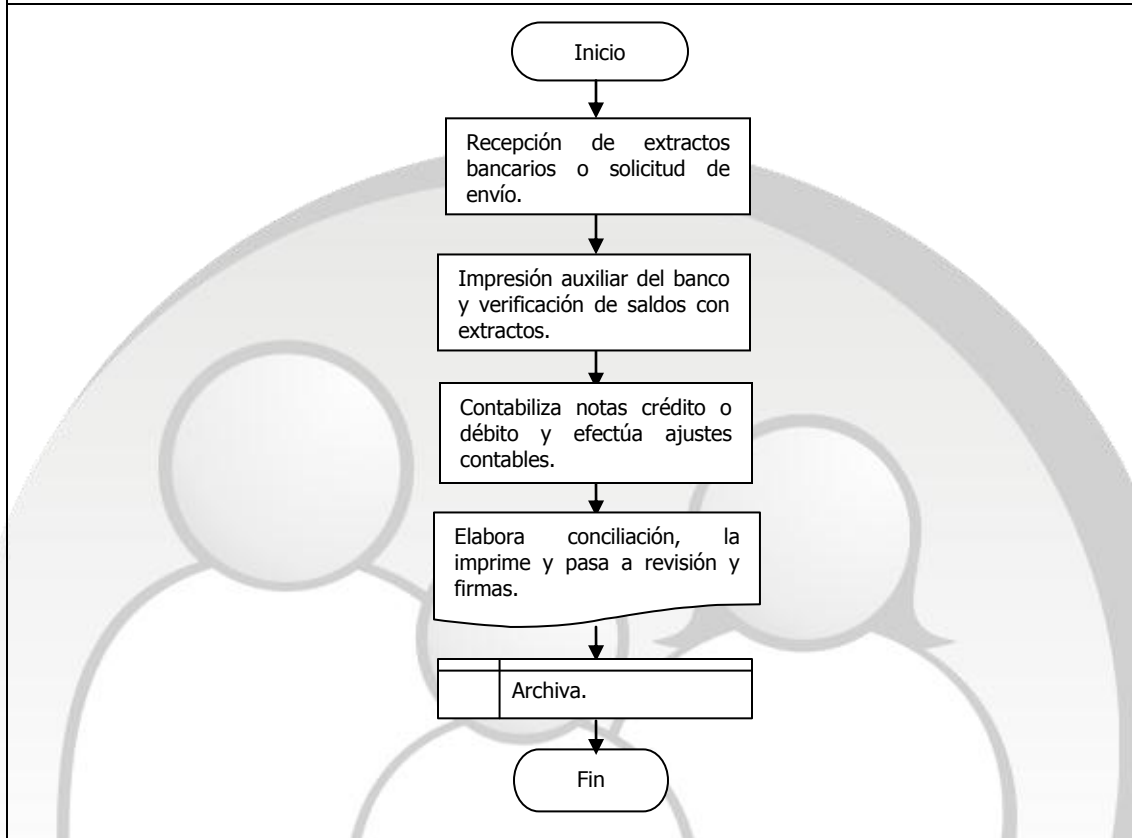 Inicio
Recepción de extractos
bancarios o solicitud de
envío.
Impresión auxiliar del banco
y verificación de saldos con
extractos.
Contabiliza notas crédito o
débito y efectúa ajustes
contables.
Elabora conciliación, la
imprime y pasa a revisión y
firmas.
Archiva.
Fin